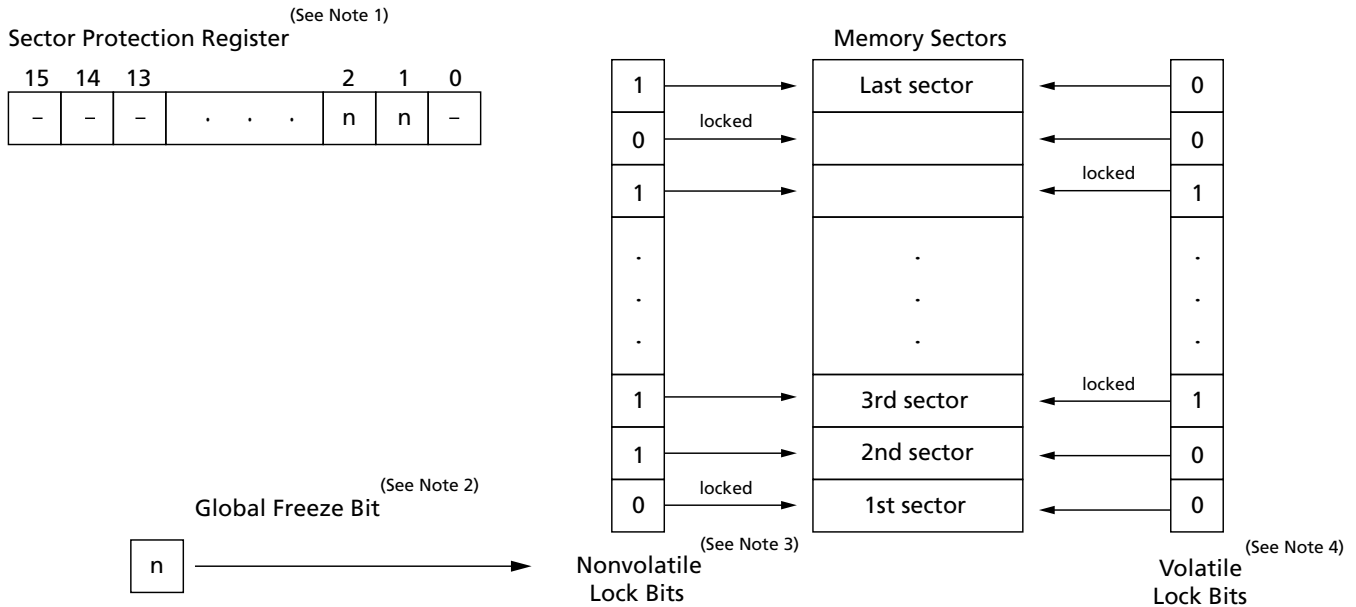 (See Note 1)
Sector Protection Register
15 14 13 2 1 0
– – – . . . n n –
Memory Sectors
1 Last sector 0
0 locked 0
1 locked 1
. . .
. . .
. . .
1 3rd sector locked 1
1 2nd sector 0
0 locked 1st sector 0
Global Freeze Bit (See Note 2)
n
Nonvolatile (See Note 3)
Lock Bits
Volatile (See Note 4)
Lock Bits